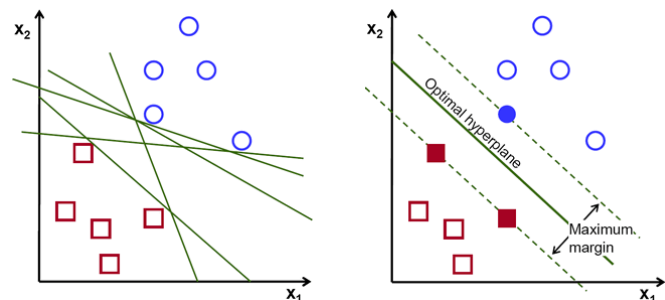 x₂
x₁
x₂
Optimal hyperplane
Maximum
margin
x₁